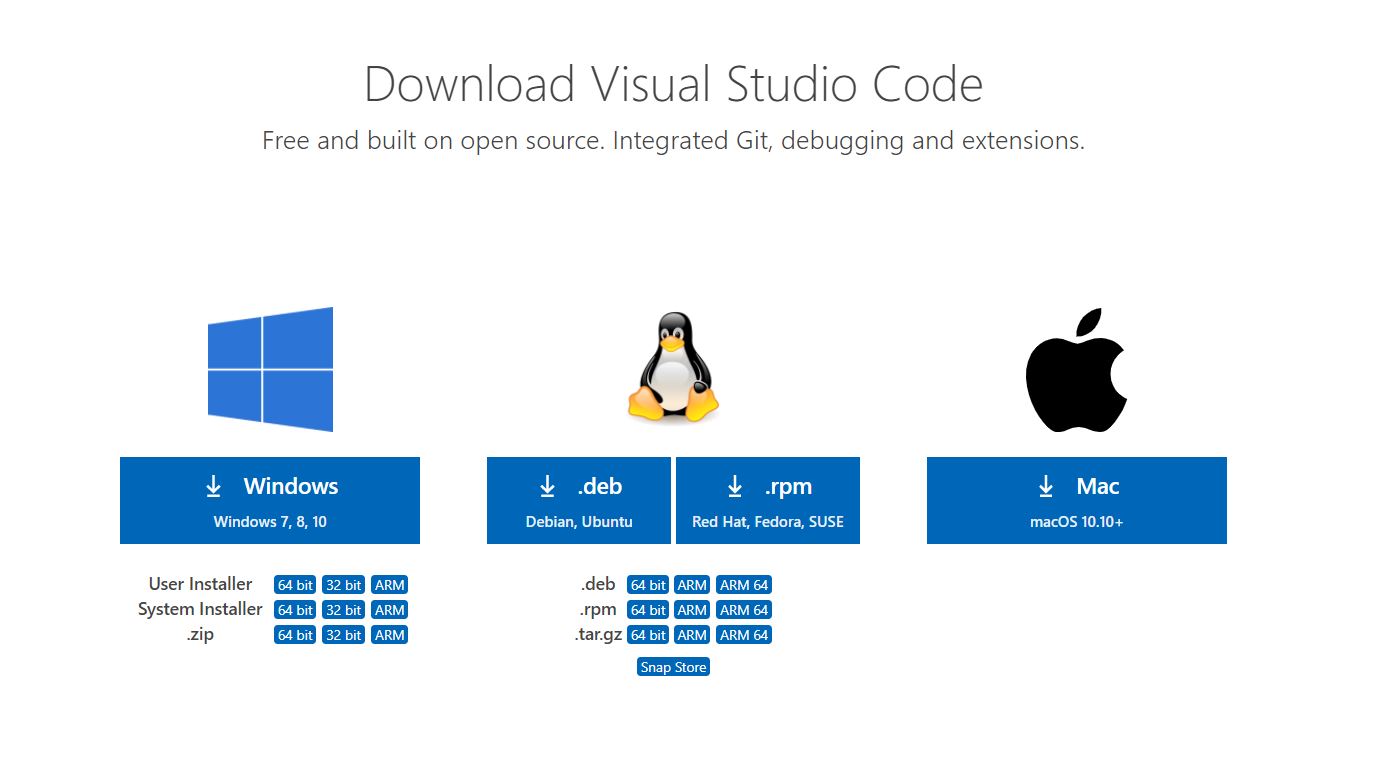 Download Visual Studio Code
Free and built on open source. Integrated Git, debugging and extensions.
Windows
Windows 7, 8, 10
.deb
Debian, Ubuntu
.rpm
Red Hat, Fedora, SUSE
Mac
macOS 10.10+
User Installer 64 bit 32 bit ARM
System Installer 64 bit 32 bit ARM
.zip 64 bit 32 bit ARM
.deb 64 bit ARM ARM 64
.rpm 64 bit ARM ARM 64
.tar.gz 64 bit ARM ARM 64
Snap Store